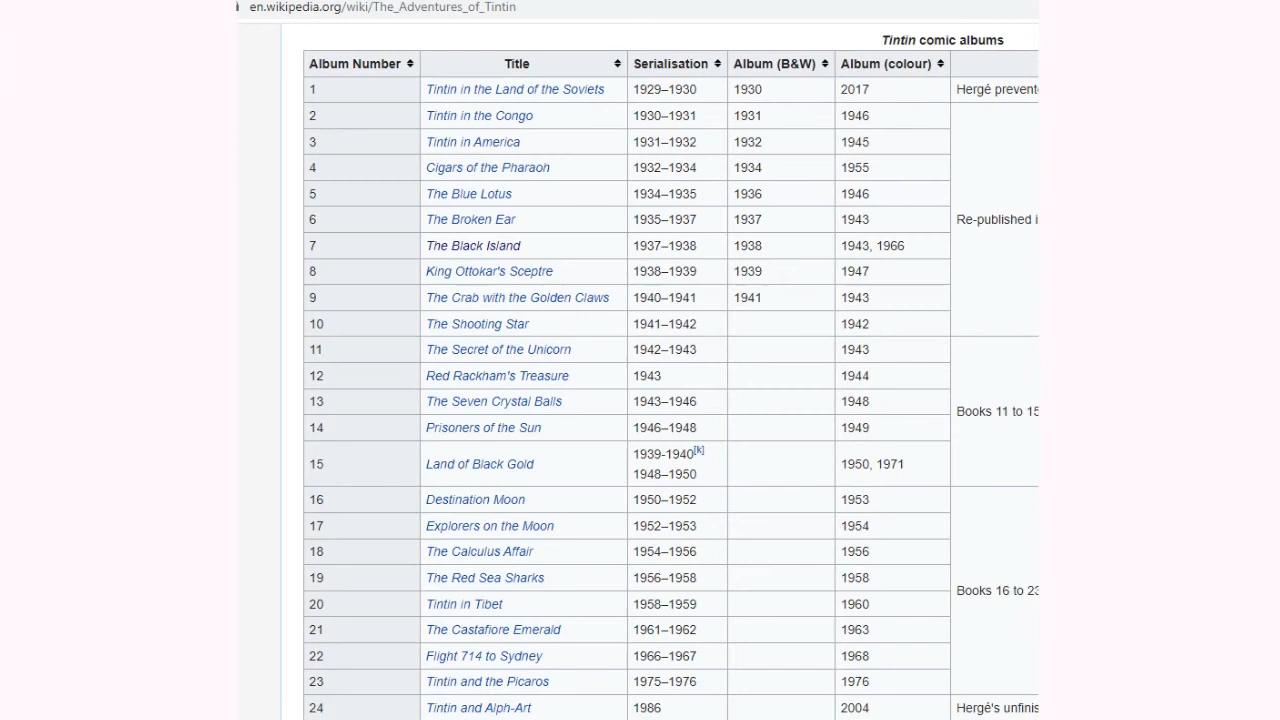 en.wikipedia.org/wiki/The_Adventures_of_Tintin
Tintin comic albums
Album Number Title Serialisation Album (B&W) Album (colour)
1 Tintin in the Land of the Soviets 1929–1930 1930 2017 Hergé prevent
2 Tintin in the Congo 1930–1931 1931 1946
3 Tintin in America 1931–1932 1932 1945
4 Cigars of the Pharaoh 1932–1934 1934 1955
5 The Blue Lotus 1934–1935 1936 1946
6 The Broken Ear 1935–1937 1937 1943 Re-published i
7 The Black Island 1937–1938 1938 1943, 1966
8 King Ottokar's Sceptre 1938–1939 1939 1947
9 The Crab with the Golden Claws 1940–1941 1941 1943
10 The Shooting Star 1941–1942 1942
11 The Secret of the Unicorn 1942–1943 1943
12 Red Rackham's Treasure 1943 1944
13 The Seven Crystal Balls 1943–1946 1948 Books 11 to 15
14 Prisoners of the Sun 1946–1948 1949
15 Land of Black Gold 1939-1940[k] 1948–1950 1950, 1971
16 Destination Moon 1950–1952 1953
17 Explorers on the Moon 1952–1953 1954
18 The Calculus Affair 1954–1956 1956
19 The Red Sea Sharks 1956–1958 1958 Books 16 to 23
20 Tintin in Tibet 1958–1959 1960
21 The Castafiore Emerald 1961–1962 1963
22 Flight 714 to Sydney 1966–1967 1968
23 Tintin and the Picaros 1975–1976 1976
24 Tintin and Alph-Art 1986 2004 Hergé's unfinis